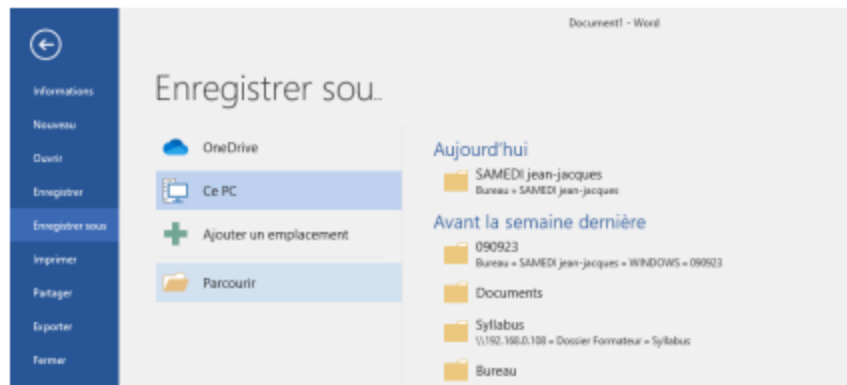 Document1 - Word
Informations
Nouveau
Ouvrir
Enregistrer
Enregistrer sous
Imprimer
Partager
Exporter
Fermer
Enregistrer sou...
OneDrive
Ce PC
Ajouter un emplacement
Parcourir
Aujourd'hui
SAMEDI jean-jacques
Bureau » SAMEDI jean-jacques
Avant la semaine dernière
090923
Bureau » SAMEDI jean-jacques » WINDOWS » 090923
Documents
Syllabus
\\192.168.0.108 » Dossier Formateur » Syllabus
Bureau